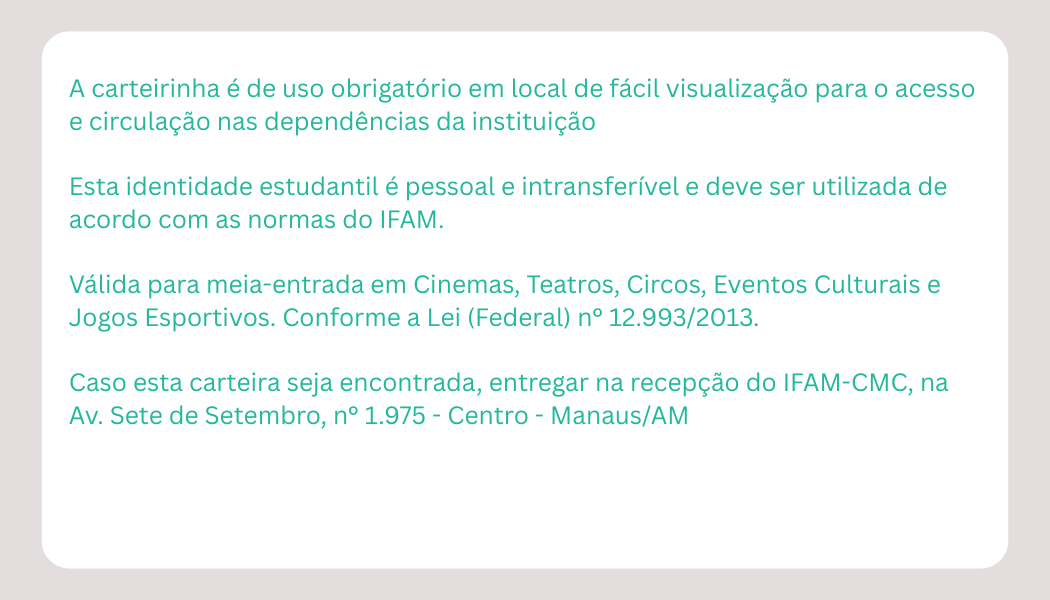 A carteirinha é de uso obrigatório em local de fácil visualização para o acesso
e circulação nas dependências da instituição
Esta identidade estudantil é pessoal e intransferível e deve ser utilizada de
acordo com as normas do IFAM.
Válida para meia-entrada em Cinemas, Teatros, Circos, Eventos Culturais e
Jogos Esportivos. Conforme a Lei (Federal) nº 12.993/2013.
Caso esta carteira seja encontrada, entregar na recepção do IFAM-CMC, na
Av. Sete de Setembro, nº 1.975 - Centro - Manaus/AM